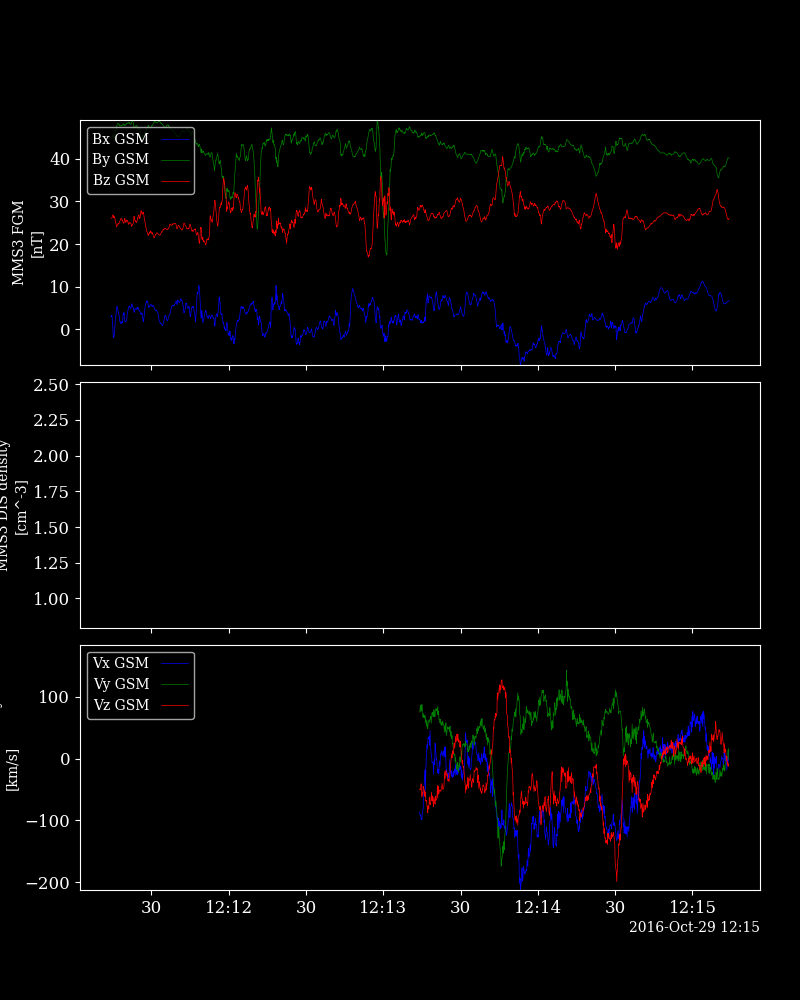 Bx GSM
By GSM
Bz GSM
40
30
20
10
0
MMS3 FGM
[nT]
2.50
2.25
2.00
1.75
1.50
1.25
1.00
MMS3 DIS density
[cm^-3]
Vx GSM
Vy GSM
Vz GSM
100
0
−100
−200
[km/s]
30
12:12
30
12:13
30
12:14
30
12:15
2016-Oct-29 12:15